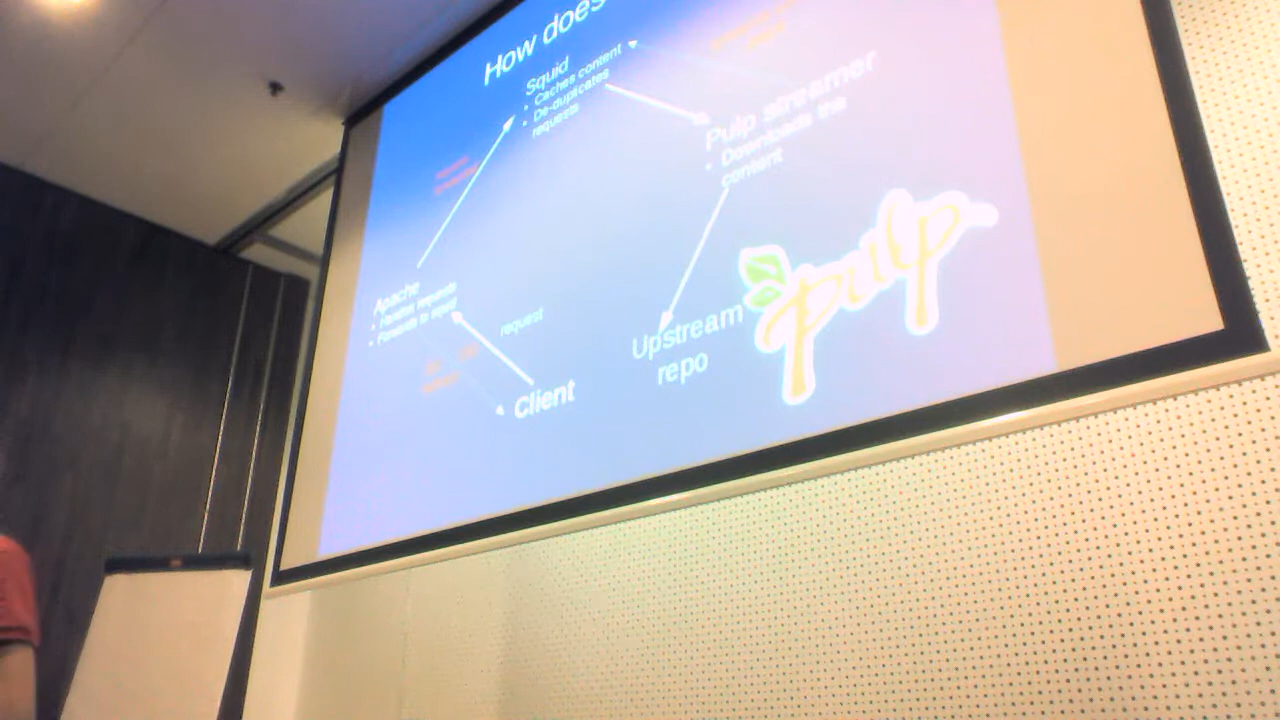 How does
Squid
• Caches content
• De-duplicates
requests
Pulp streamer
• Downloads the
content
Apache
• Handles requests
• Forwards to squid
request
Client
Upstream
repo
pulp